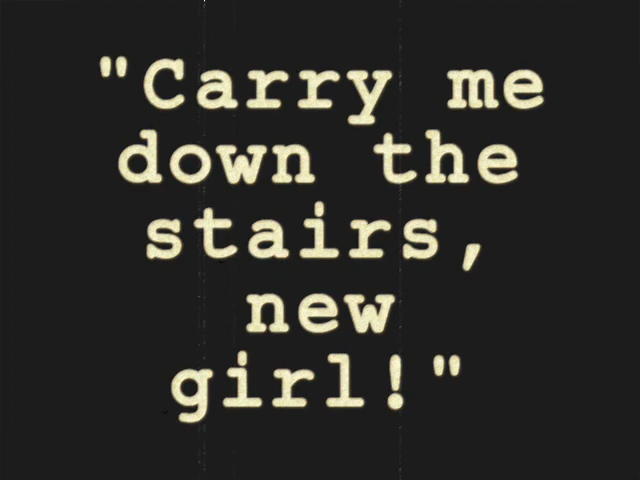 "Carry me
down the
stairs,
new
girl!"